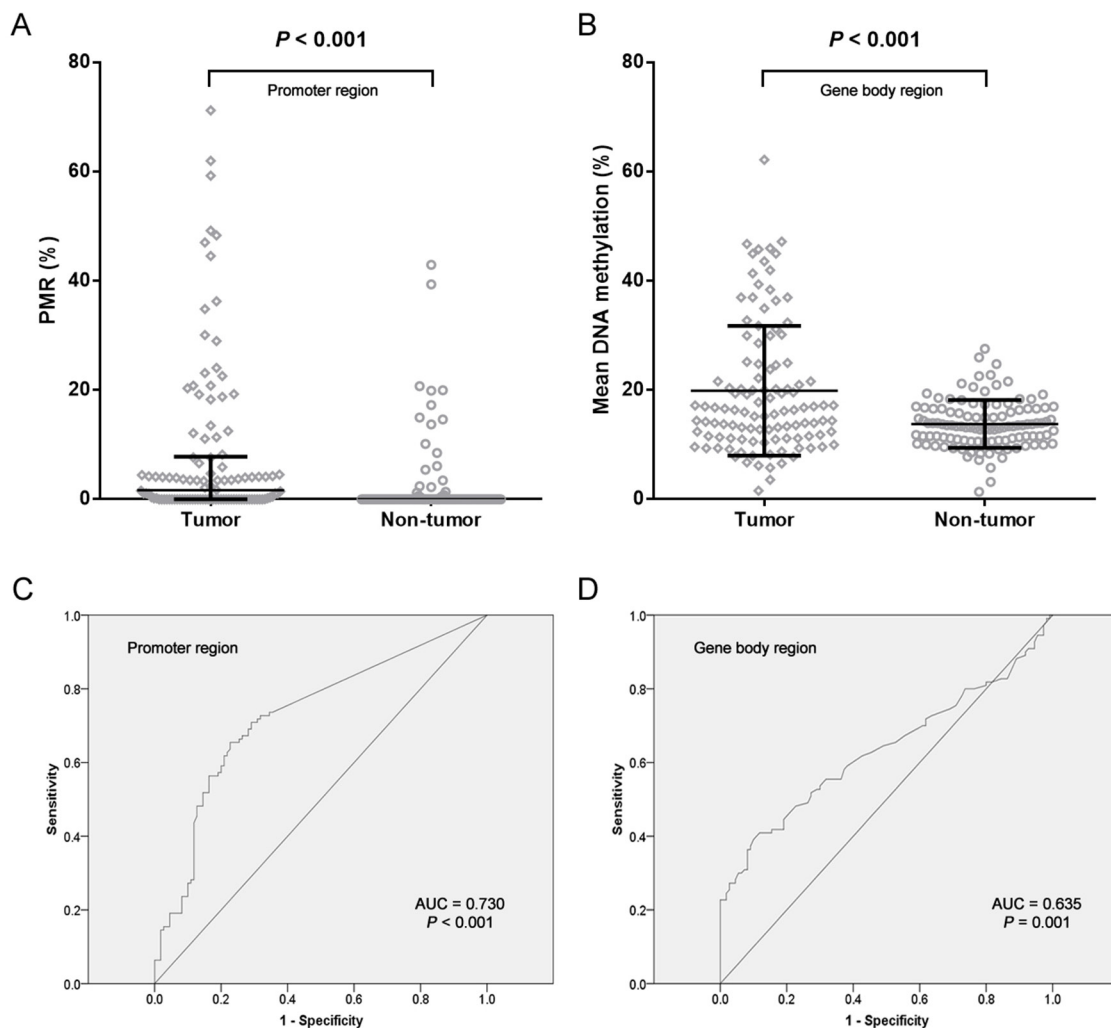 A
P < 0.001
Promoter region
PMR (%)
80
60
40
20
0
Tumor
Non-tumor
B
P < 0.001
Gene body region
Mean DNA methylation (%)
80
60
40
20
0
Tumor
Non-tumor
C
Promoter region
Sensitivity
1.0
0.8
0.6
0.4
0.2
0.0
AUC = 0.730
P < 0.001
0.0 0.2 0.4 0.6 0.8 1.0
1 - Specificity
D
Gene body region
Sensitivity
1.0
0.8
0.6
0.4
0.2
0.0
AUC = 0.635
P = 0.001
0.0 0.2 0.4 0.6 0.8 1.0
1 - Specificity